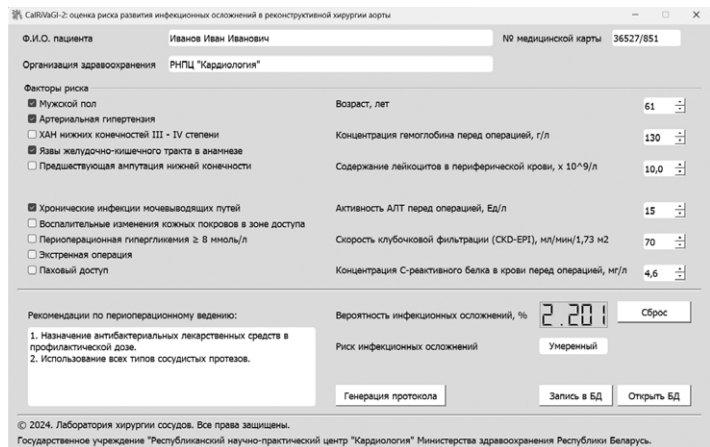 CalRiVaGI-2: оценка риска развития инфекционных осложнений в реконструктивной хирургии аорты
Ф.И.О. пациента Иванов Иван Иванович № медицинской карты 36527/851
Организация здравоохранения РНПЦ "Кардиология"
Факторы риска
Мужской пол Возраст, лет 61
Артериальная гипертензия
ХАН нижних конечностей III - IV степени Концентрация гемоглобина перед операцией, г/л 130
Язвы желудочно-кишечного тракта в анамнезе
Предшествующая ампутация нижней конечности Содержание лейкоцитов в периферической крови, х 10^9/л 10,0
Хронические инфекции мочевыводящих путей Активность АЛТ перед операцией, Ед/л 15
Воспалительные изменения кожных покровов в зоне доступа
Периоперационная гипергликемия ≥ 8 ммоль/л Скорость клубочковой фильтрации (CKD-EPI), мл/мин/1,73 м2 70
Экстренная операция
Паховый доступ Концентрация С-реактивного белка в крови перед операцией, мг/л 4,6
Рекомендации по периоперационному ведению: Вероятность инфекционных осложнений, % 2.201 Сброс
1. Назначение антибактериальных лекарственных средств в
профилактической дозе.
2. Использование всех типов сосудистых протезов.
Риск инфекционных осложнений Умеренный
Генерация протокола Запись в БД Открыть БД
© 2024. Лаборатория хирургии сосудов. Все права защищены.
Государственное учреждение "Республиканский научно-практический центр "Кардиология" Министерства здравоохранения Республики Беларусь.